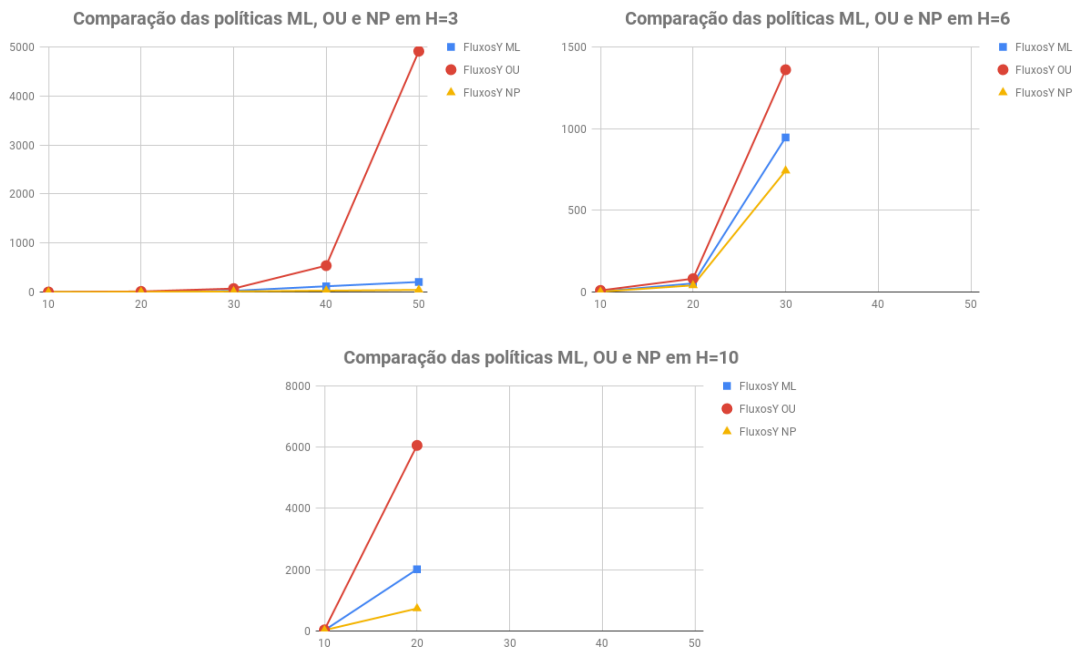 Comparação das políticas ML, OU e NP em H=3
5000
4000
3000
2000
1000
0
10 20 30 40 50
FluxosY ML
FluxosY OU
FluxosY NP
Comparação das políticas ML, OU e NP em H=6
1500
1000
500
0
10 20 30 40 50
FluxosY ML
FluxosY OU
FluxosY NP
Comparação das políticas ML, OU e NP em H=10
8000
6000
4000
2000
0
10 20 30 40 50
FluxosY ML
FluxosY OU
FluxosY NP